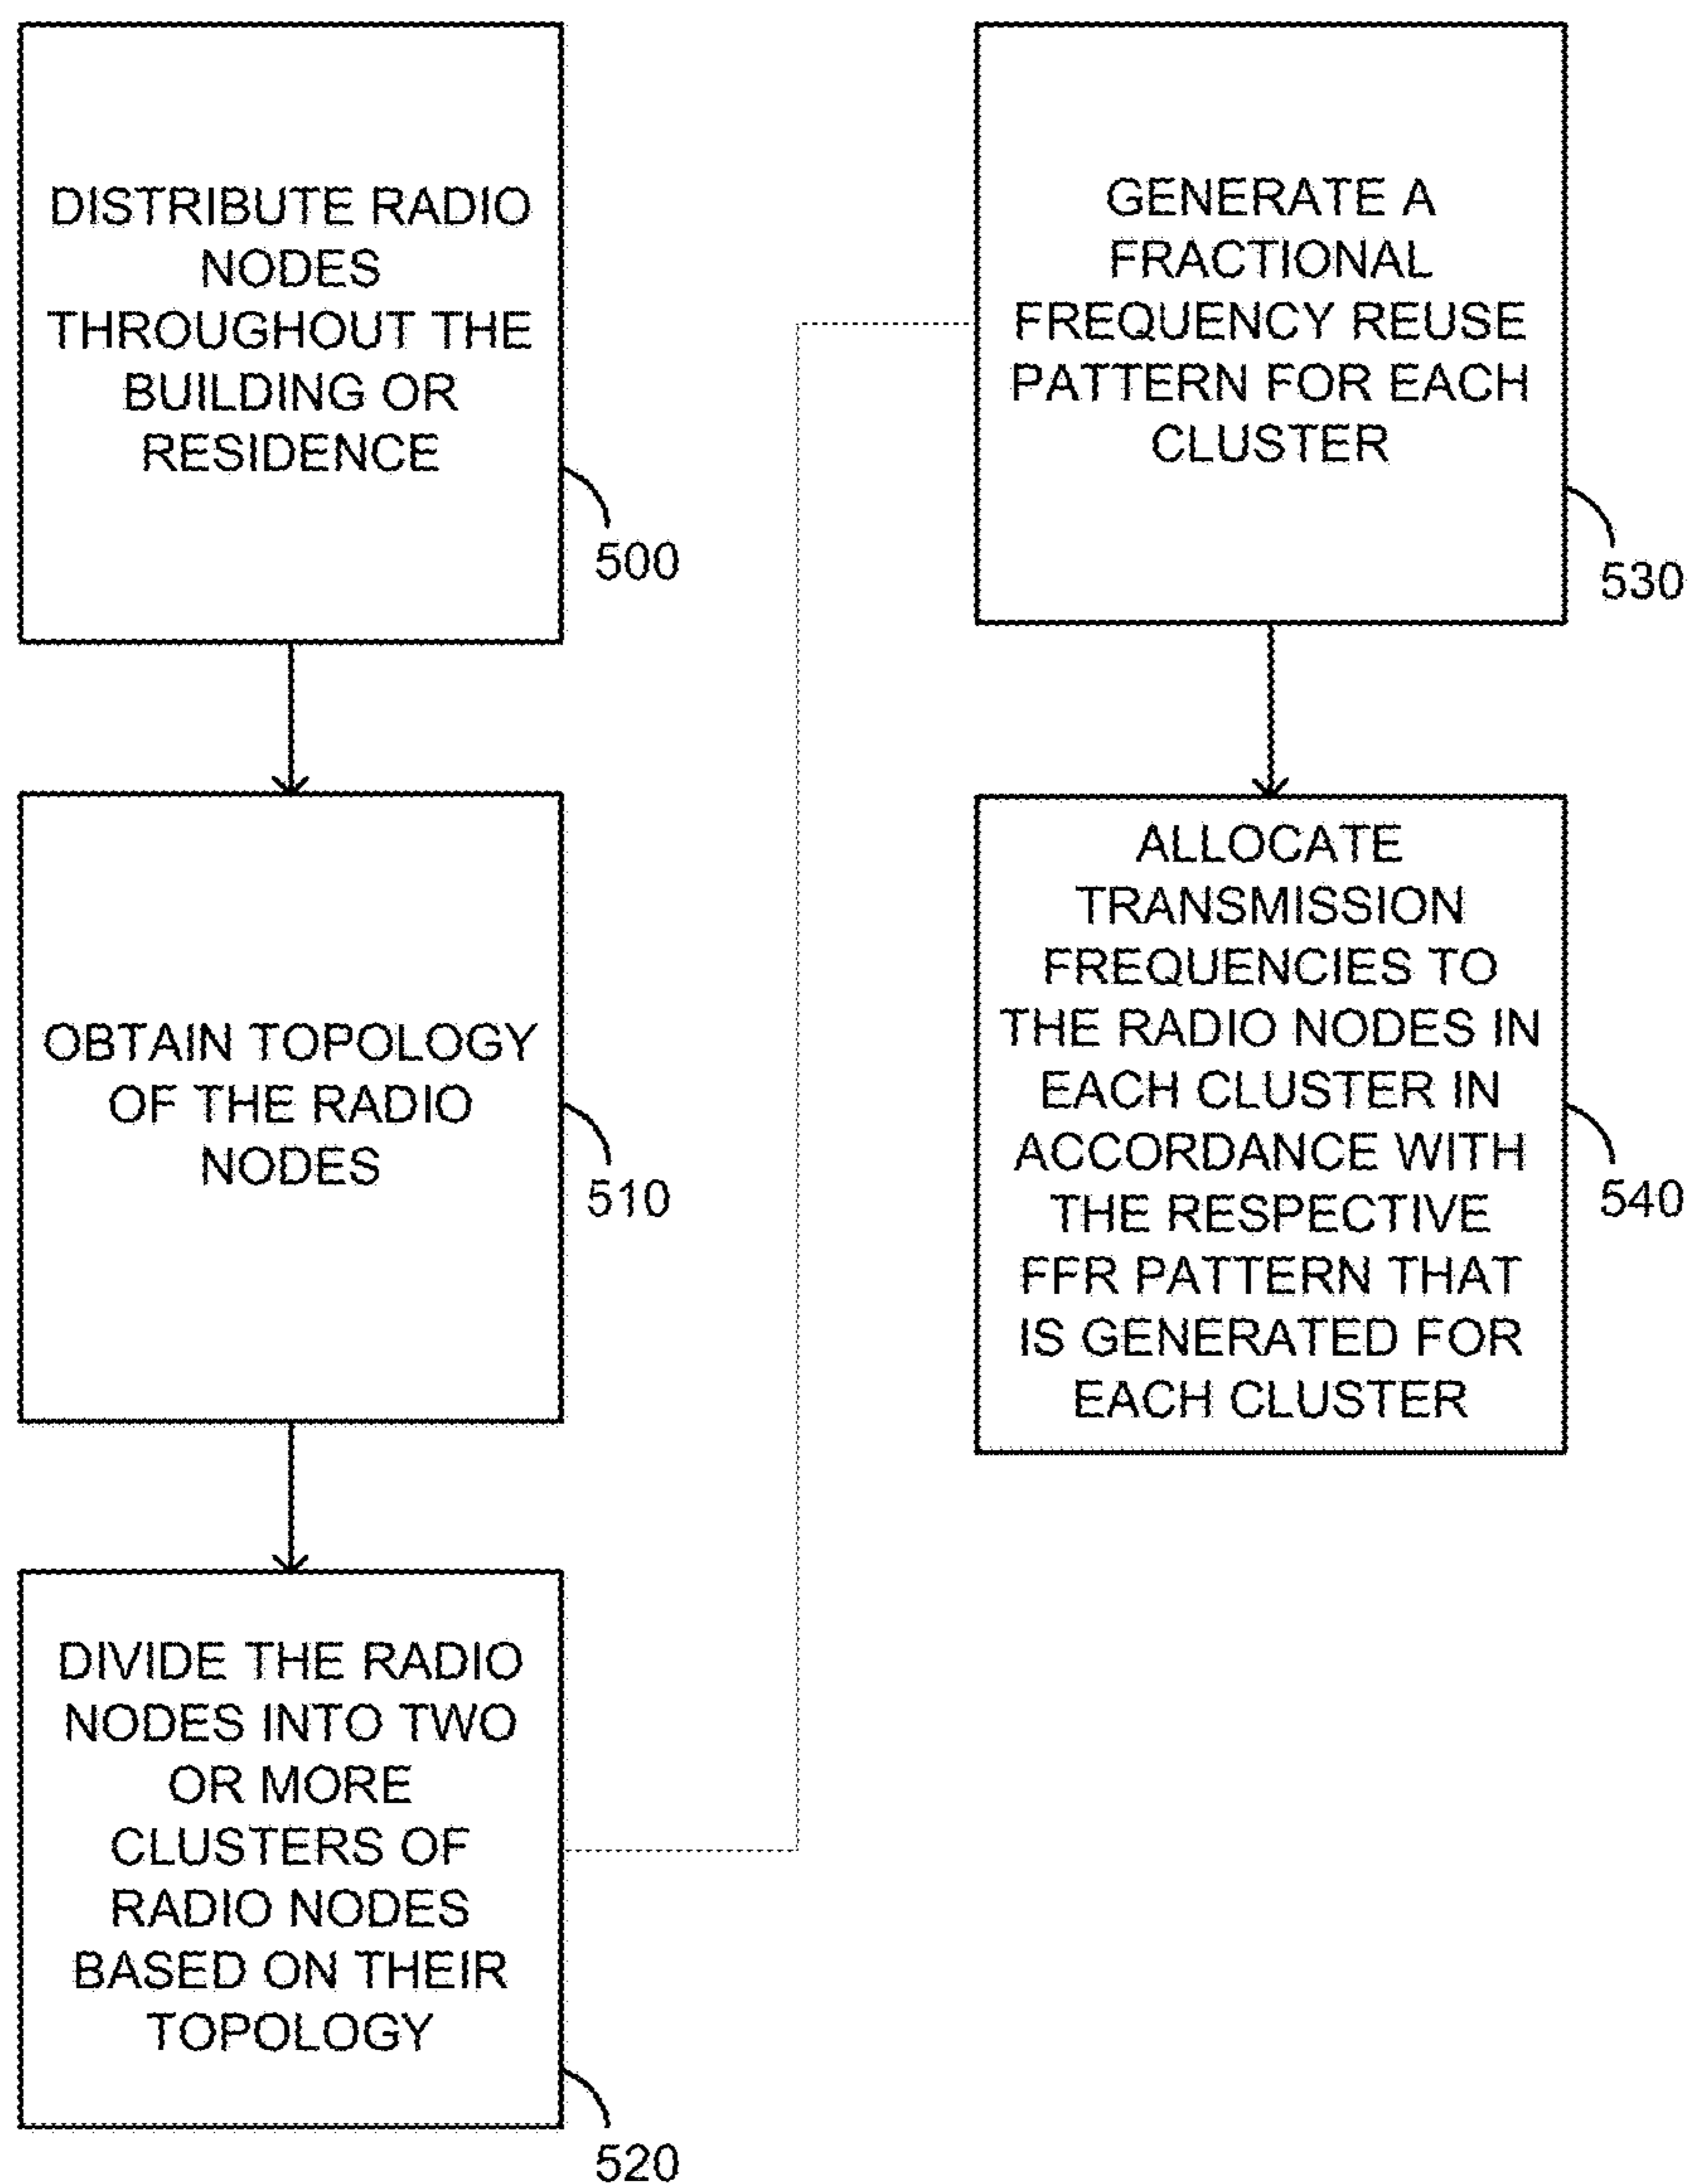 DISTRIBUTE RADIO
NODES
THROUGHOUT THE
BUILDING OR
RESIDENCE
500
OBTAIN TOPOLOGY
OF THE RADIO
NODES
510
DIVIDE THE RADIO
NODES INTO TWO
OR MORE
CLUSTERS OF
RADIO NODES
BASED ON THEIR
TOPOLOGY
520
GENERATE A
FRACTIONAL
FREQUENCY REUSE
PATTERN FOR EACH
CLUSTER
530
ALLOCATE
TRANSMISSION
FREQUENCIES TO
THE RADIO NODES IN
EACH CLUSTER IN
ACCORDANCE WITH
THE RESPECTIVE
FFR PATTERN THAT
IS GENERATED FOR
EACH CLUSTER
540